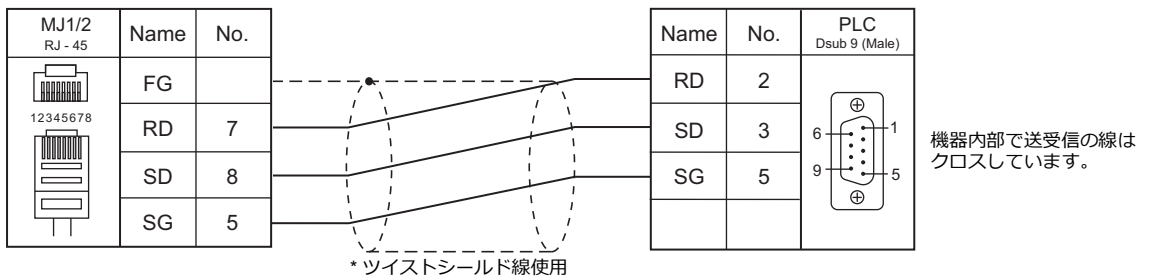 MJ1/2
RJ - 45
Name No.
FG
RD 7
SD 8
SG 5
12345678
* ツイストシールド線使用
Name No.
RD 2
SD 3
SG 5
PLC
Dsub 9 (Male)
6 1
9 5
機器内部で送受信の線は
クロスしています。